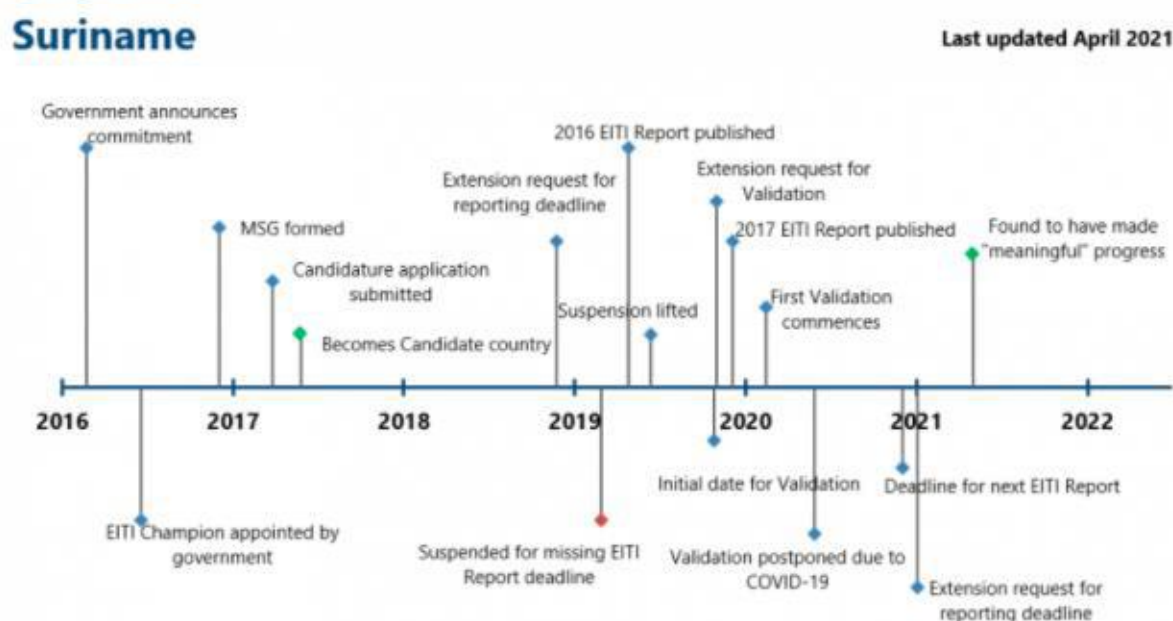 Suriname
Last updated April 2021
Government announces
commitment
2016 EITI Report published
Extension request for
Validation
Extension request for
reporting deadline
MSG formed
2017 EITI Report published
Found to have made
"meaningful" progress
Candidature application
submitted
First Validation
commences
Suspension lifted
Becomes Candidate country
2016 2017 2018 2019 2020 2021 2022
Initial date for Validation
Deadline for next EITI Report
EITI Champion appointed by
government
Suspended for missing EITI
Report deadline
Validation postponed due to
COVID-19
Extension request for
reporting deadline